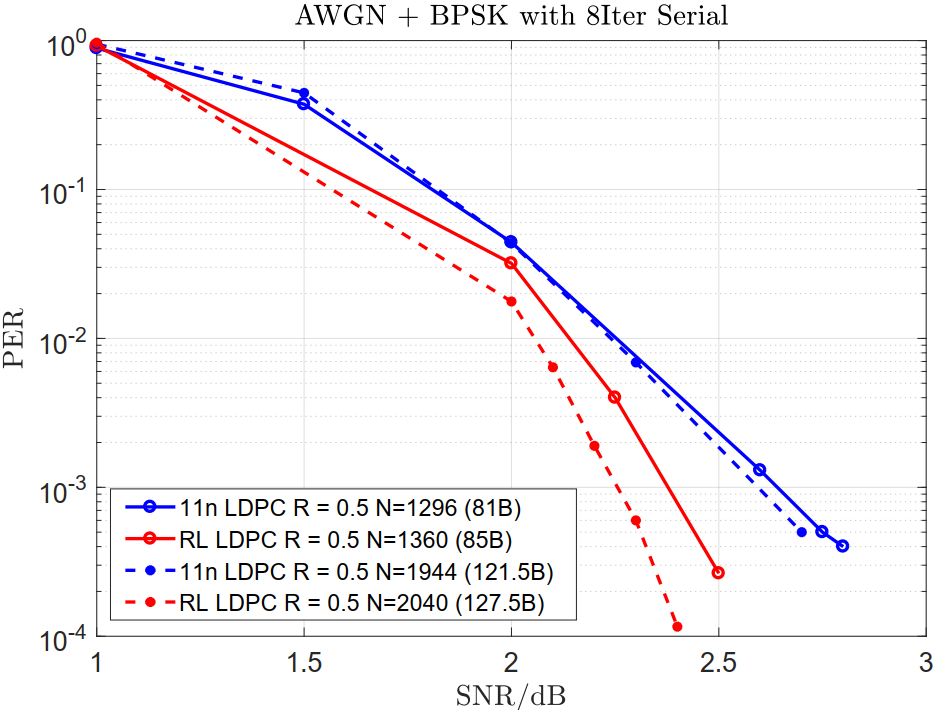 AWGN + BPSK with 8Iter Serial
10^0
10^-1
10^-2
10^-3
10^-4
PER
11n LDPC R = 0.5 N=1296 (81B)
RL LDPC R = 0.5 N=1360 (85B)
11n LDPC R = 0.5 N=1944 (121.5B)
RL LDPC R = 0.5 N=2040 (127.5B)
1 1.5 2 2.5 3
SNR/dB